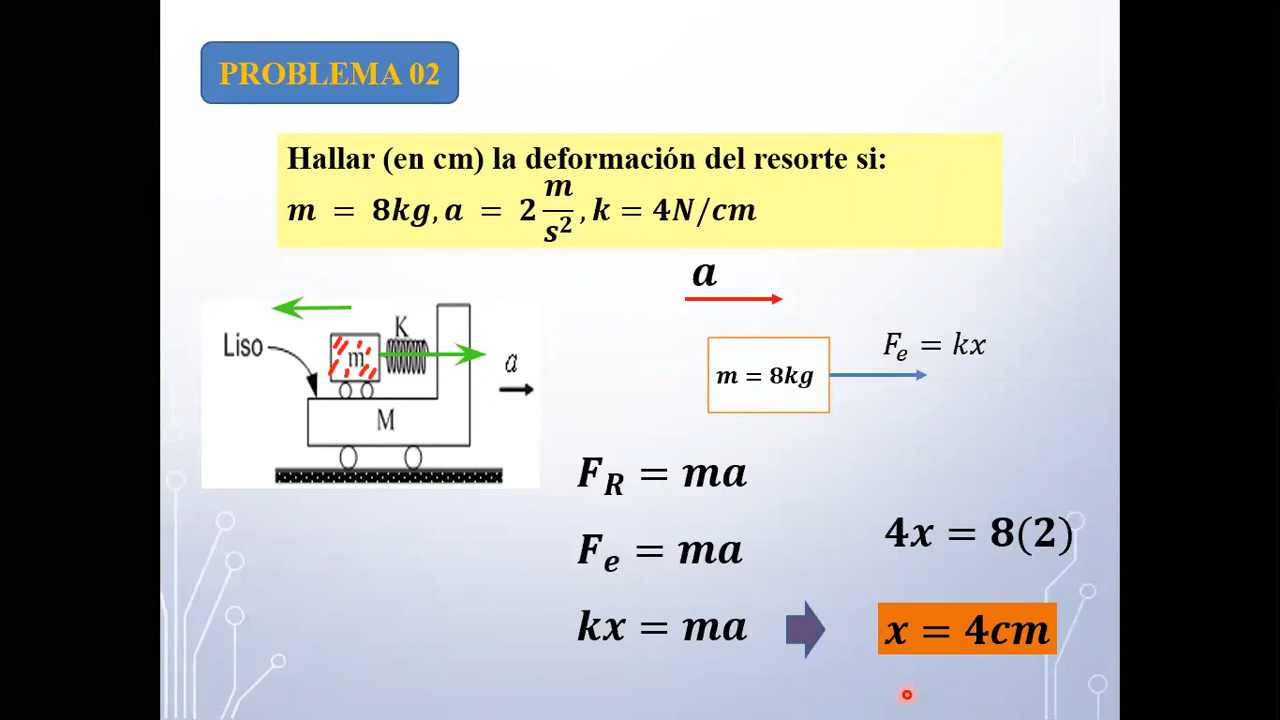 PROBLEMA 02
Hallar (en cm) la deformación del resorte si:
m = 8kg, a = 2 m/s², k = 4N/cm
a
Liso
K
m
a
M
m = 8kg
Fₑ = kx
F_R = ma
Fₑ = ma
kx = ma
4x = 8(2)
x = 4cm